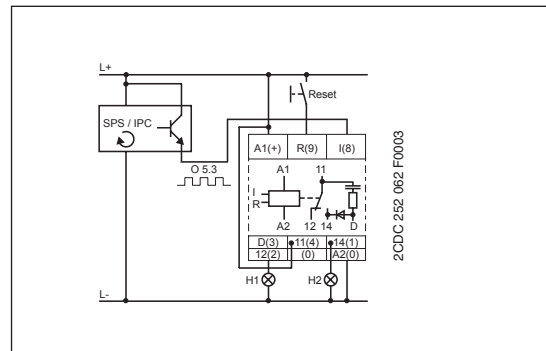 L+
Reset
SPS / IPC
A1(+) R(9) I(8)
O 5.3
A1 11
I
R
A2 12 14 D
D(3) 11(4) 14(1)
12(2) (0) A2(0)
H1 H2
L-
2CDC 252 062 F0003